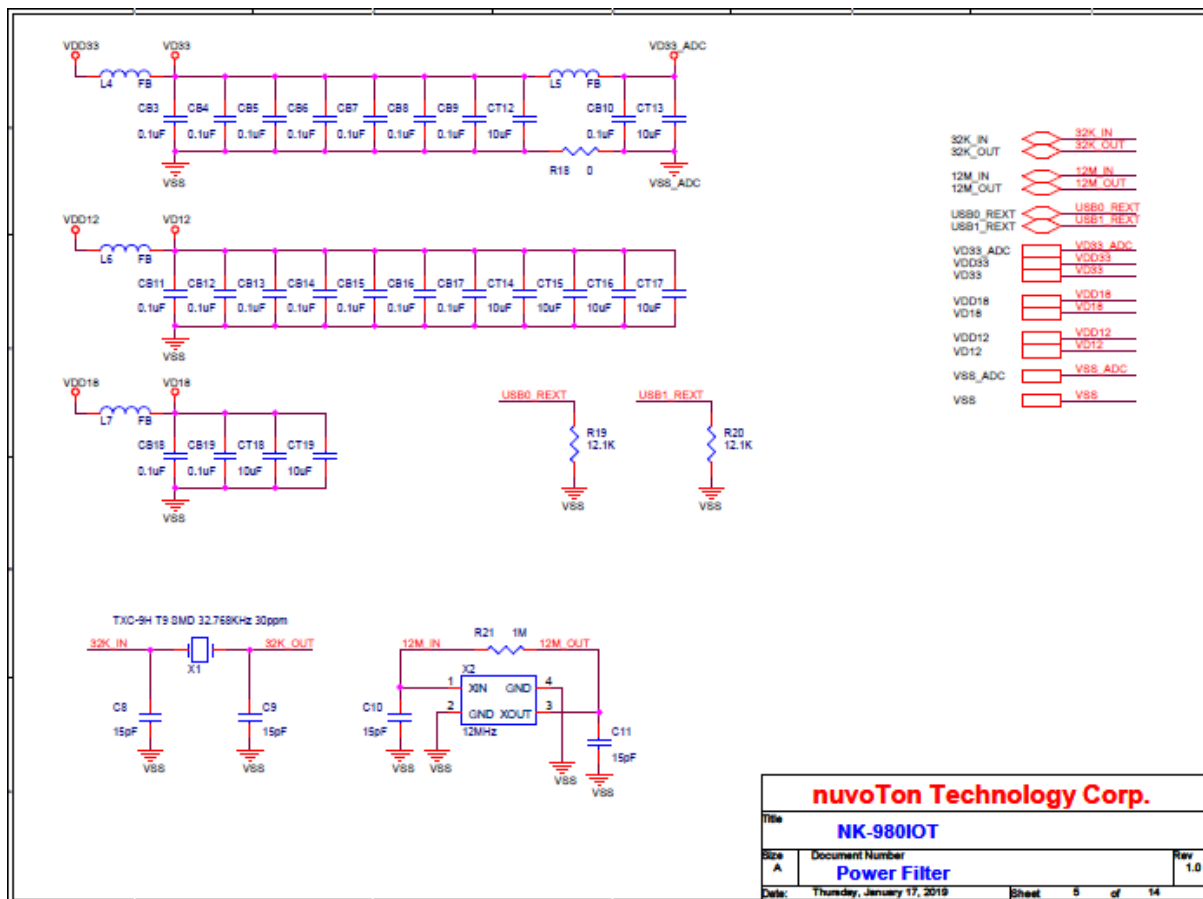 VDD33 VD33 VD33_ADC
L4 FB L5 FB
CB3 CB4 CB5 CB6 CB7 CB8 CB9 CT12 CB10 CT13
0.1uF 0.1uF 0.1uF 0.1uF 0.1uF 0.1uF 0.1uF 10uF 0.1uF 10uF
R18 0
VSS VSS_ADC
VDD12 VD12
L6 FB
CB11 CB12 CB13 CB14 CB15 CB16 CB17 CT14 CT15 CT16 CT17
0.1uF 0.1uF 0.1uF 0.1uF 0.1uF 0.1uF 0.1uF 10uF 10uF 10uF 10uF
VSS
VDD18 VD18
L7 FB
CB18 CB19 CT18 CT19
0.1uF 0.1uF 10uF 10uF
VSS
USB0_REXT USB1_REXT
R19 R20
12.1K 12.1K
VSS VSS
32K_IN 32K_IN
32K_OUT 32K_OUT
12M_IN 12M_IN
12M_OUT 12M_OUT
USB0_REXT USB0_REXT
USB1_REXT USB1_REXT
VD33_ADC VD33_ADC
VDD33 VDD33
VD33 VD33
VDD18 VDD18
VD18 VD18
VDD12 VDD12
VD12 VD12
VSS_ADC VSS_ADC
VSS VSS
TXC-9H T9 SMD 32.768KHz 30ppm
32K_IN 32K_OUT
X1
C8 C9
15pF 15pF
VSS VSS
R21 1M
12M_IN 12M_OUT
X2
1 XIN GND 4
2 GND XOUT 3
12MHz
C10 C11
15pF 15pF
VSS VSS VSS VSS
nuvoTon Technology Corp.
Title
NK-980IOT
Size Document Number Rev
A Power Filter 1.0
Date: Thursday, January 17, 2019 Sheet 5 of 14